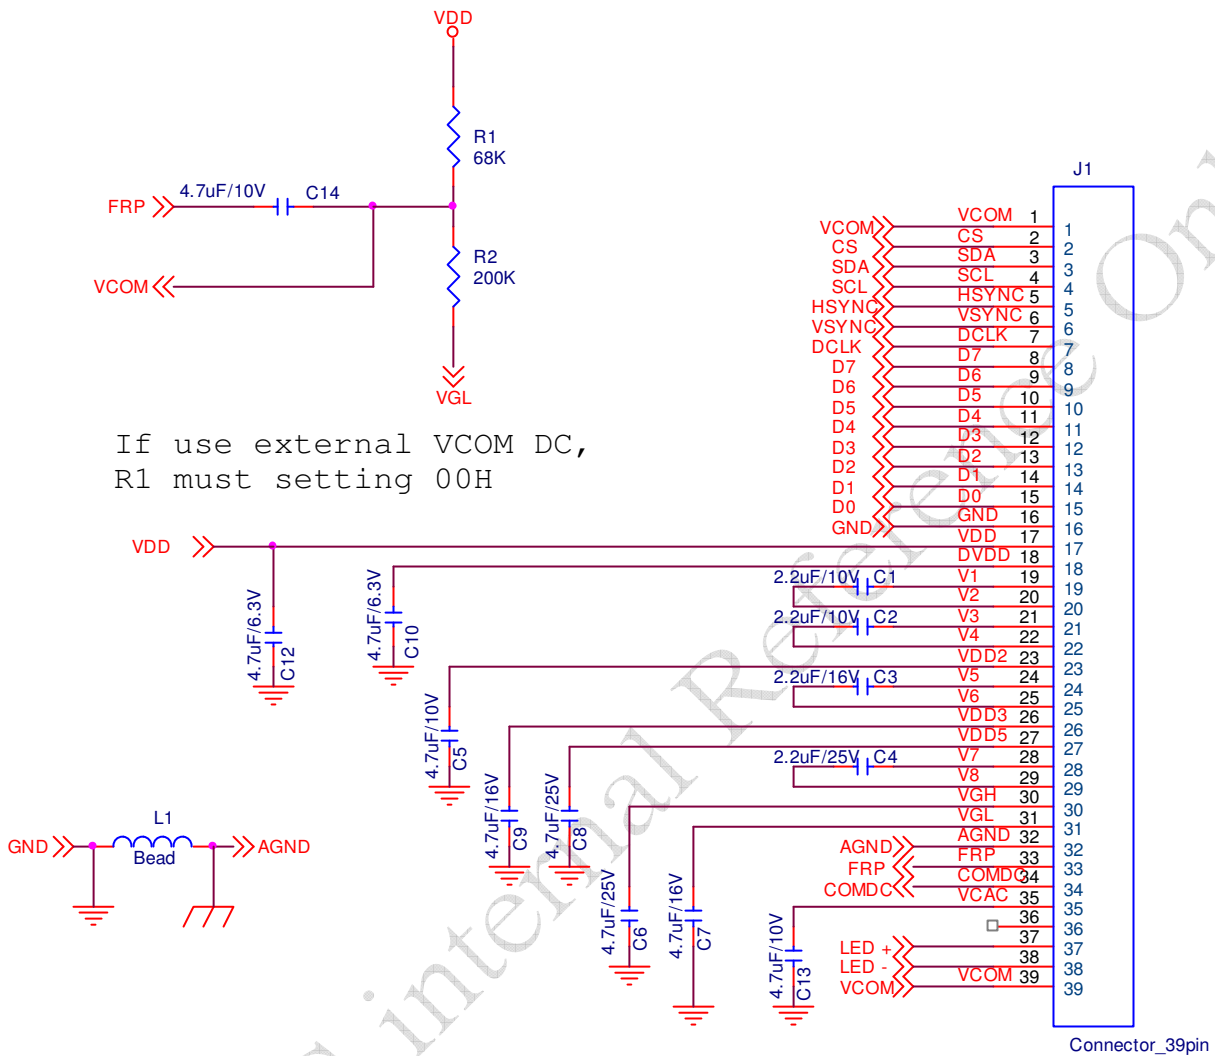 VDD
R1
68K
4.7uF/10V
C14
FRP
R2
200K
VCOM
VGL
If use external VCOM DC,
R1 must setting 00H
J1
VCOM VCOM 1 1
CS CS 2 2
SDA SDA 3 3
SCL SCL 4 4
HSYNC HSYNC 5 5
VSYNC VSYNC 6 6
DCLK DCLK 7 7
D7 D7 8 8
D6 D6 9 9
D5 D5 10 10
D4 D4 11 11
D3 D3 12 12
D2 D2 13 13
D1 D1 14 14
D0 D0 15 15
GND GND 16 16
VDD VDD 17 17
DVDD 18 18
2.2uF/10V C1 V1 19 19
V2 20 20
2.2uF/10V C2 V3 21 21
V4 22 22
VDD2 23 23
2.2uF/16V C3 V5 24 24
V6 25 25
VDD3 26 26
VDD5 27 27
2.2uF/25V C4 V7 28 28
V8 29 29
VGH 30 30
VGL 31 31
AGND AGND 32 32
FRP FRP 33 33
COMDC COMDC 34 34
VCAC 35 35
36 36
LED + 37 37
LED - 38 38
VCOM VCOM 39 39
Connector_39pin
4.7uF/6.3V
C12
4.7uF/6.3V
C10
4.7uF/10V
C5
4.7uF/16V
C9
4.7uF/25V
C8
4.7uF/25V
C6
4.7uF/16V
C7
4.7uF/10V
C13
L1
GND
Bead
AGND
internal Reference On